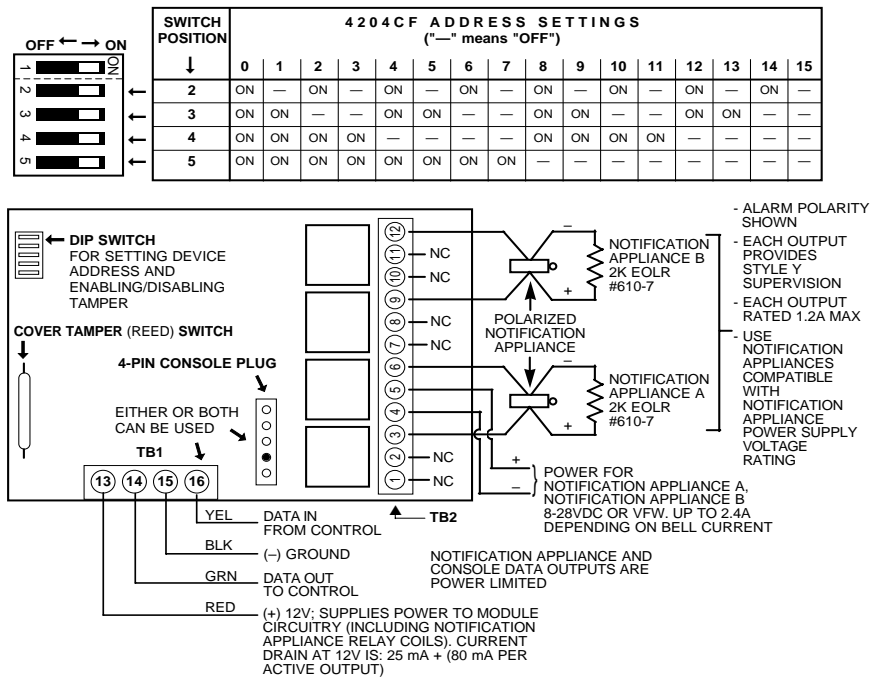 OFF ← → ON
ON
1
2
3
4
5
SWITCH POSITION ↓ 4204CF ADDRESS SETTINGS
("—" means "OFF")
0 1 2 3 4 5 6 7 8 9 10 11 12 13 14 15
2 ON — ON — ON — ON — ON — ON — ON — ON —
3 ON ON — — ON ON — — ON ON — — ON ON — —
4 ON ON ON ON — — — — ON ON ON ON — — — —
5 ON ON ON ON ON ON ON ON — — — — — — — —
DIP SWITCH
FOR SETTING DEVICE
ADDRESS AND
ENABLING/DISABLING
TAMPER
COVER TAMPER (REED) SWITCH
4-PIN CONSOLE PLUG
EITHER OR BOTH
CAN BE USED
TB1
13 14 15 16
12
11 NC
10 NC
9
8 NC
7 NC
6
5
4
3
2 NC
1 NC
TB2
–
+
NOTIFICATION
APPLIANCE B
2K EOLR
#610-7
POLARIZED
NOTIFICATION
APPLIANCE
–
+
NOTIFICATION
APPLIANCE A
2K EOLR
#610-7
- ALARM POLARITY
SHOWN
- EACH OUTPUT
PROVIDES
STYLE Y
SUPERVISION
- EACH OUTPUT
RATED 1.2A MAX
- USE
NOTIFICATION
APPLIANCES
COMPATIBLE
WITH
NOTIFICATION
APPLIANCE
POWER SUPPLY
VOLTAGE
RATING
+
–
POWER FOR
NOTIFICATION APPLIANCE A,
NOTIFICATION APPLIANCE B
8-28VDC OR VFW. UP TO 2.4A
DEPENDING ON BELL CURRENT
YEL DATA IN
FROM CONTROL
BLK (–) GROUND
GRN DATA OUT
TO CONTROL
RED (+) 12V; SUPPLIES POWER TO MODULE
CIRCUITRY (INCLUDING NOTIFICATION
APPLIANCE RELAY COILS). CURRENT
DRAIN AT 12V IS: 25 mA + (80 mA PER
ACTIVE OUTPUT)
NOTIFICATION APPLIANCE AND
CONSOLE DATA OUTPUTS ARE
POWER LIMITED